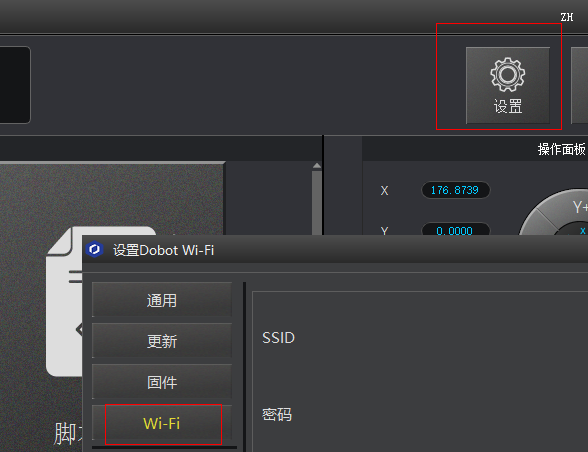 ZH
设置
操作面板
X
176.8739
Y+
Y
0.0000
X
设置Dobot Wi-Fi
通用
更新
SSID
固件
密码
Wi-Fi